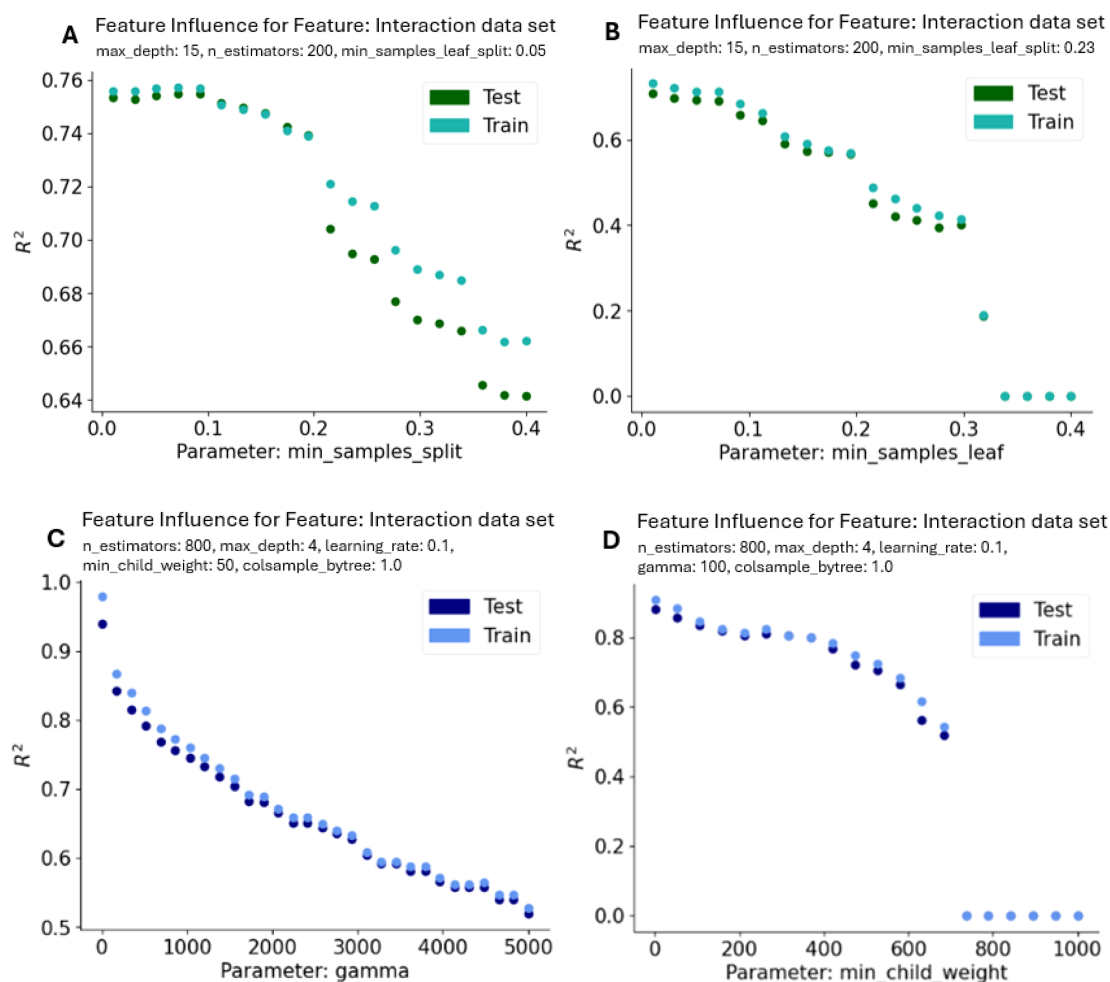 A
Feature Influence for Feature: Interaction data set
max_depth: 15, n_estimators: 200, min_samples_leaf_split: 0.05
0.76
0.74
0.72
0.70
0.68
0.66
0.64
R²
Test
Train
0.0 0.1 0.2 0.3 0.4
Parameter: min_samples_split
B
Feature Influence for Feature: Interaction data set
max_depth: 15, n_estimators: 200, min_samples_leaf_split: 0.23
0.6
0.4
0.2
0.0
R²
Test
Train
0.0 0.1 0.2 0.3 0.4
Parameter: min_samples_leaf
C
Feature Influence for Feature: Interaction data set
n_estimators: 800, max_depth: 4, learning_rate: 0.1,
min_child_weight: 50, colsample_bytree: 1.0
1.0
0.9
0.8
0.7
0.6
0.5
R²
Test
Train
0 1000 2000 3000 4000 5000
Parameter: gamma
D
Feature Influence for Feature: Interaction data set
n_estimators: 800, max_depth: 4, learning_rate: 0.1,
gamma: 100, colsample_bytree: 1.0
0.8
0.6
0.4
0.2
0.0
R²
Test
Train
0 200 400 600 800 1000
Parameter: min_child_weight